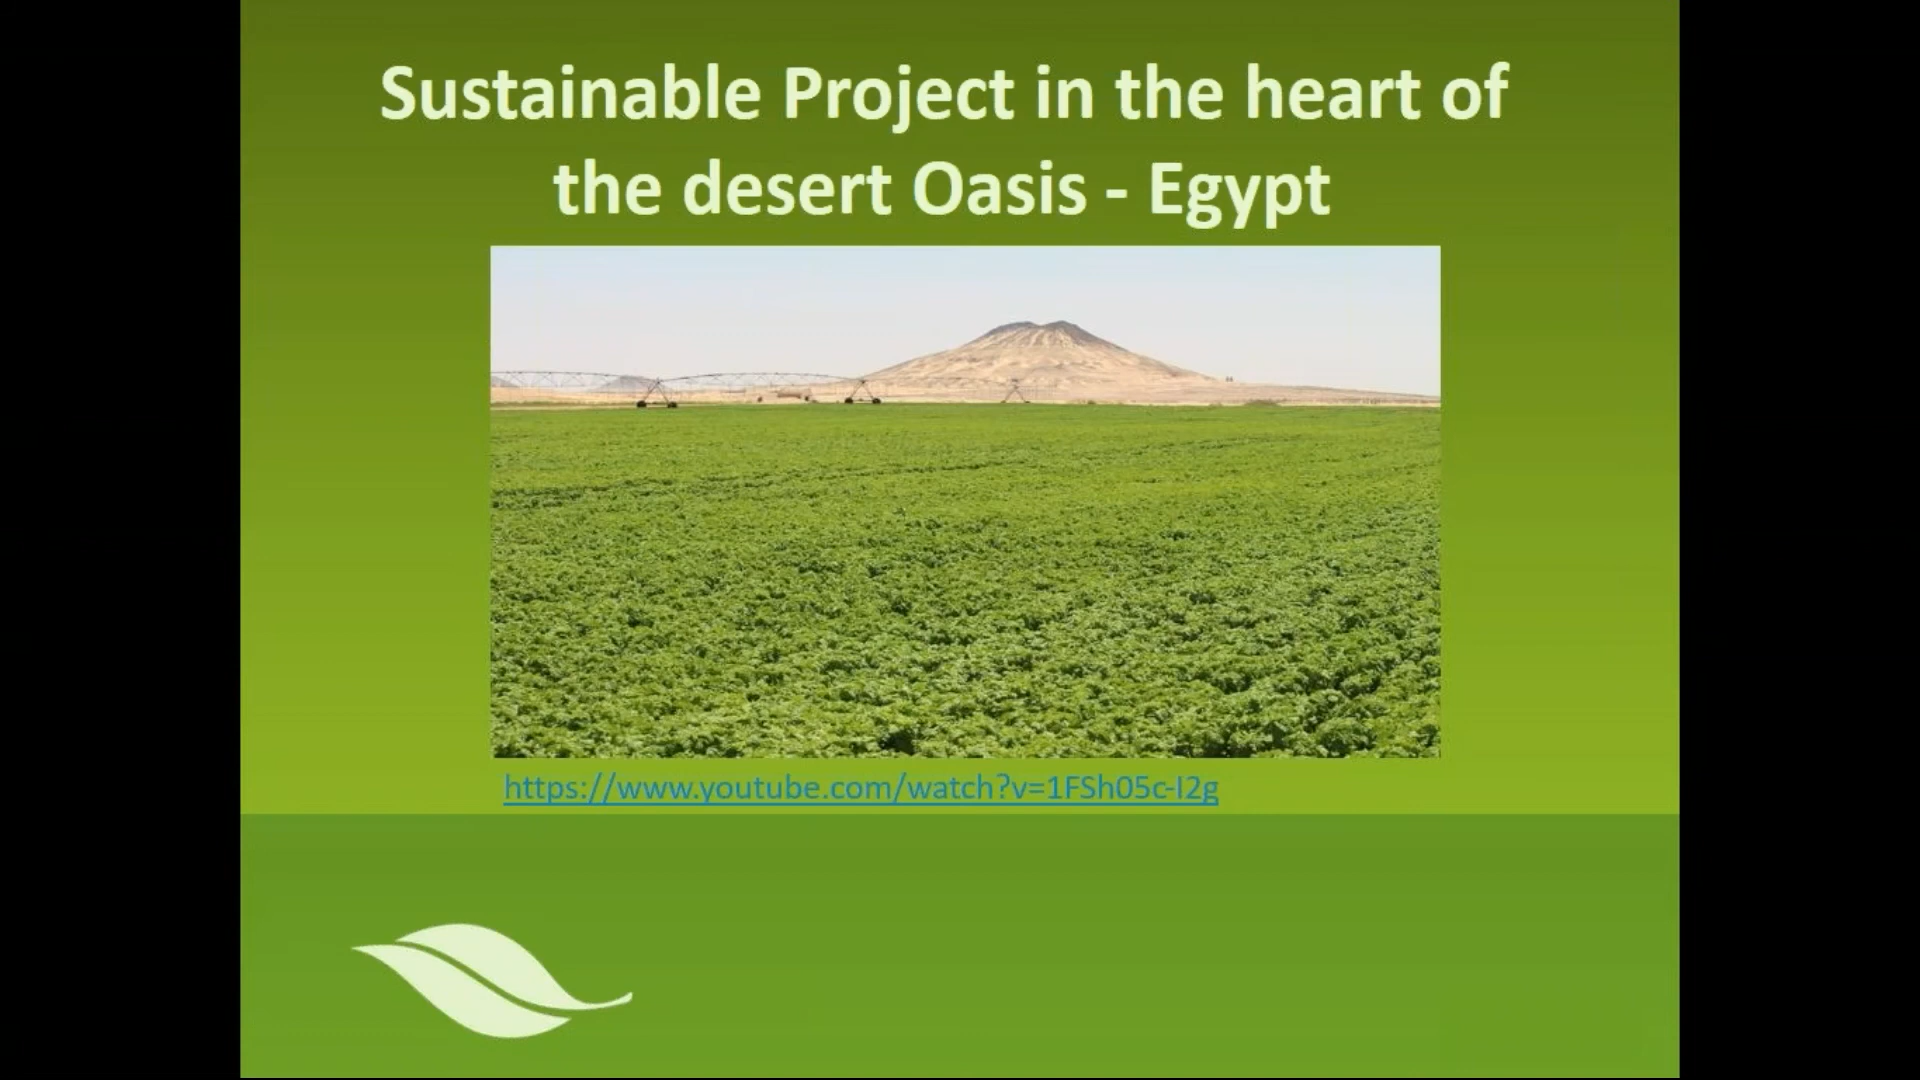 Sustainable Project in the heart of
the desert Oasis - Egypt
https://www.youtube.com/watch?v=1FSh05c-I2g